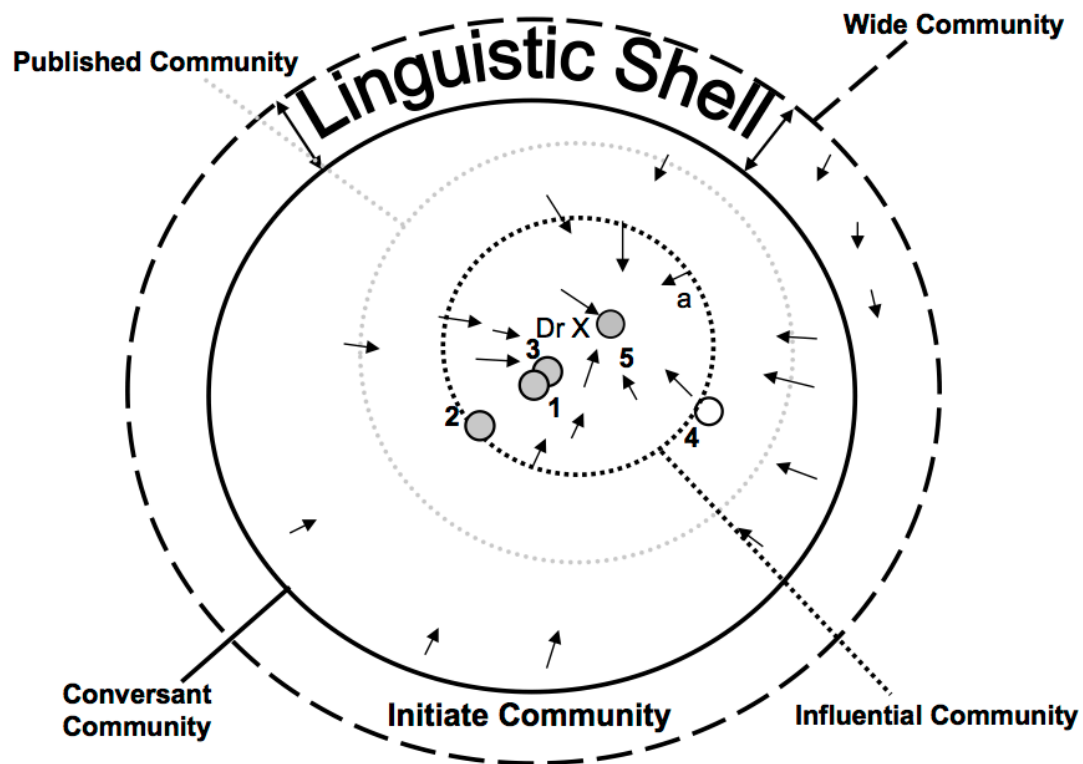 Wide Community
Published Community
Linguistic Shell
a
Dr X
3
5
1
2
4
Conversant
Community
Initiate Community
Influential Community